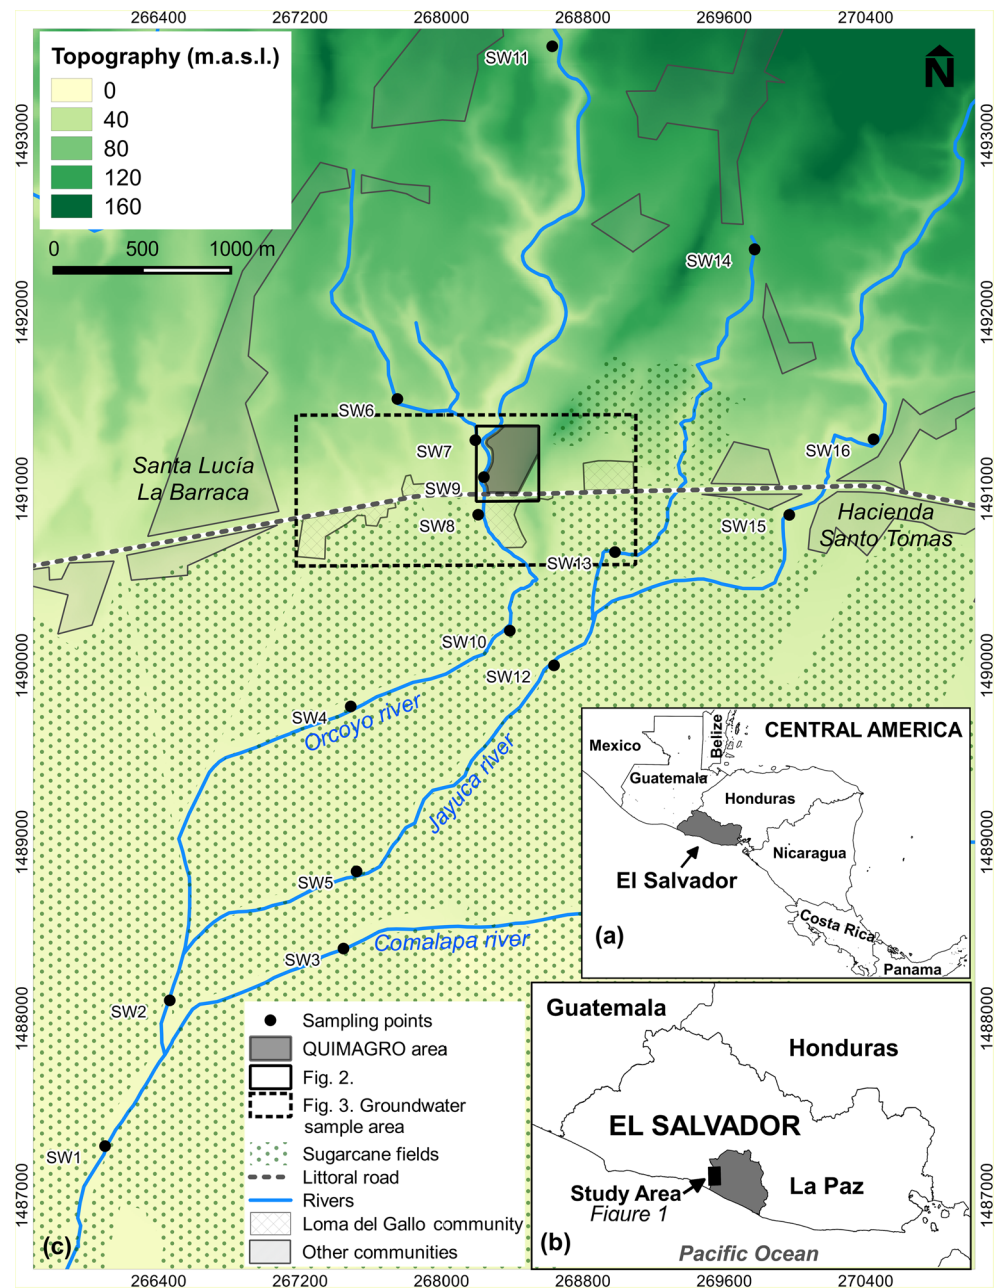 266400 267200 268000 268800 269600 270400
Topography (m.a.s.l.)
0
40
80
120
160
0 500 1000 m
N
1493000
1492000
1491000
1490000
1489000
1488000
1487000
1493000
1492000
1491000
1490000
1489000
1488000
1487000
SW11
SW14
SW6
SW7
SW16
Santa Lucía
La Barraca
SW9
SW8
SW15
Hacienda
Santo Tomas
SW13
SW10
SW12
SW4
Orcoyo river
Jayuca river
SW5
Comalapa river
SW3
SW2
SW1
CENTRAL AMERICA
Mexico
Belize
Guatemala
Honduras
Nicaragua
El Salvador
Costa Rica
Panama
(a)
Guatemala
Honduras
EL SALVADOR
La Paz
Study Area
Figure 1
(b)
Pacific Ocean
Sampling points
QUIMAGRO area
Fig. 2.
Fig. 3. Groundwater
sample area
Sugarcane fields
Littoral road
Rivers
Loma del Gallo community
Other communities
(c)
266400 267200 268000 268800 269600 270400